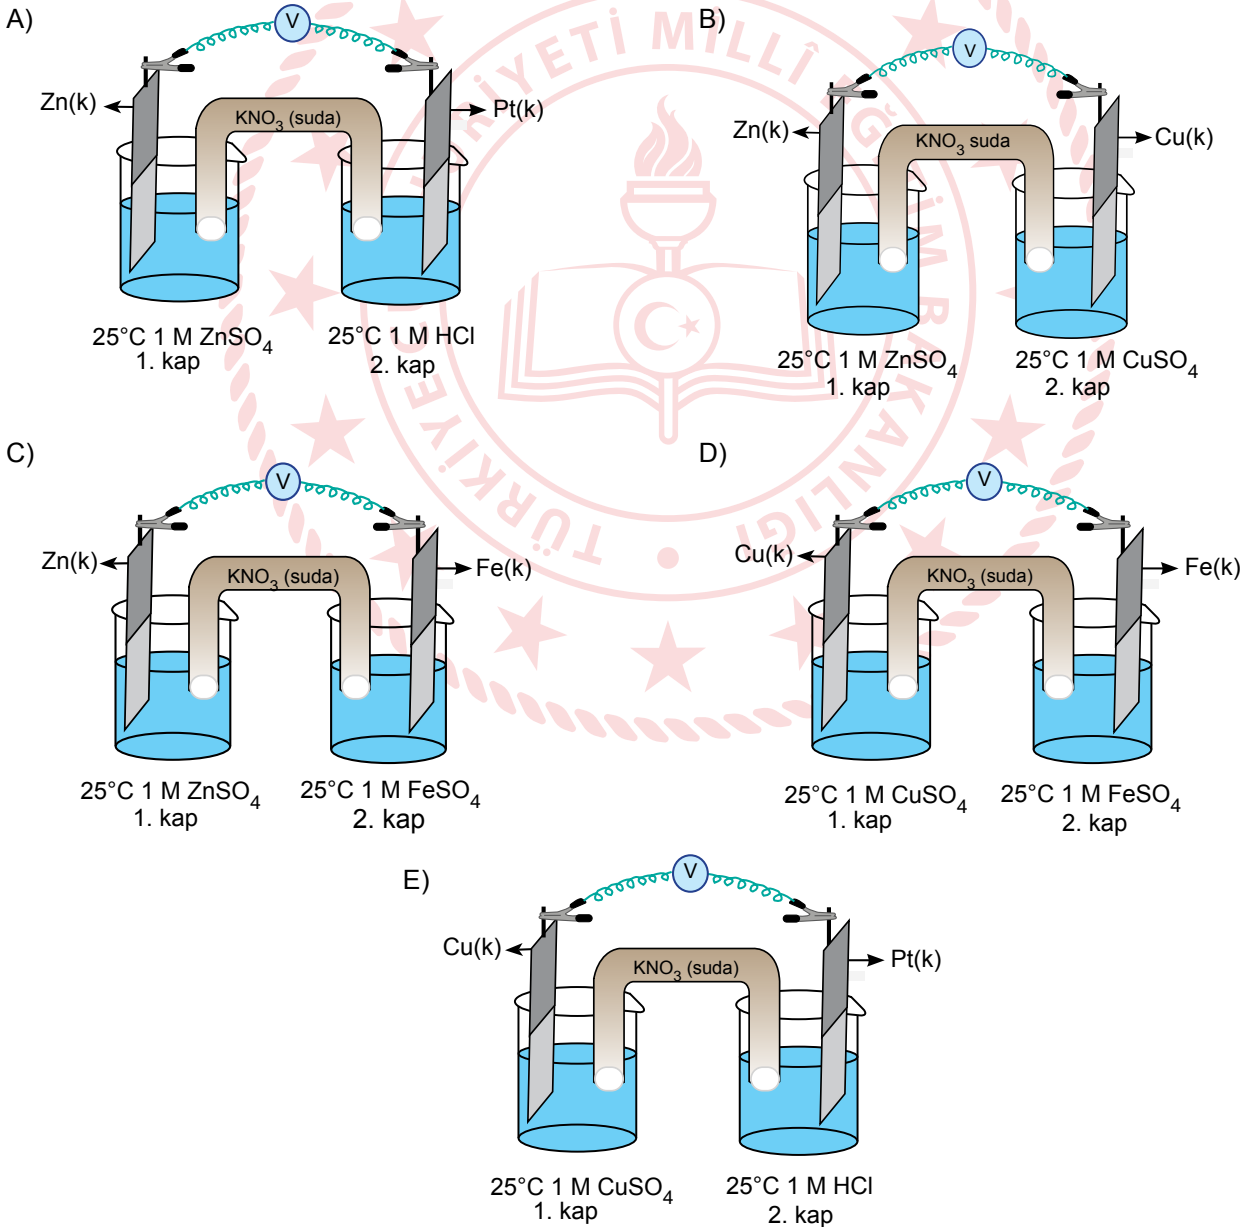 A)
V
Zn(k)
KNO3 (suda)
Pt(k)
25°C 1 M ZnSO4
1. kap
25°C 1 M HCl
2. kap
B)
V
Zn(k)
KNO3 suda
Cu(k)
25°C 1 M ZnSO4
1. kap
25°C 1 M CuSO4
2. kap
C)
V
Zn(k)
KNO3 (suda)
Fe(k)
25°C 1 M ZnSO4
1. kap
25°C 1 M FeSO4
2. kap
D)
V
Cu(k)
KNO3 (suda)
Fe(k)
25°C 1 M CuSO4
1. kap
25°C 1 M FeSO4
2. kap
E)
V
Cu(k)
KNO3 (suda)
Pt(k)
25°C 1 M CuSO4
1. kap
25°C 1 M HCl
2. kap